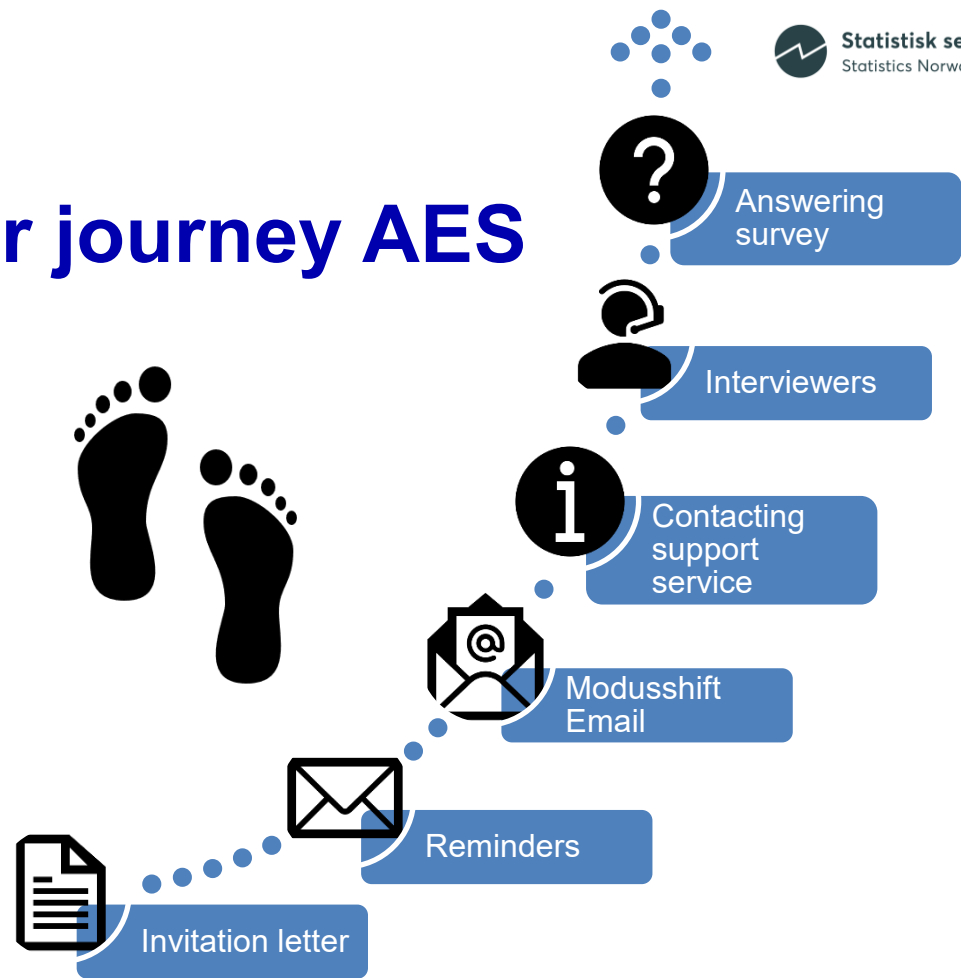 Statistisk se
Statistics Norw
r journey AES
?
Answering
survey
Interviewers
i
Contacting
support
service
@
Modusshift
Email
Reminders
Invitation letter